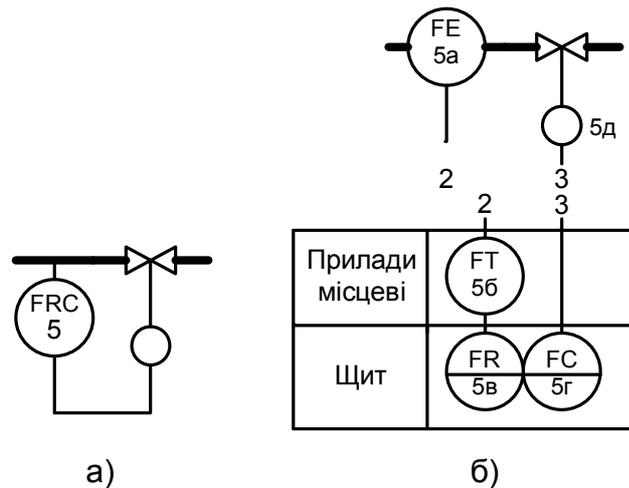 FE
5а
5д
2
3
3
2
FRC
5
Прилади
місцеві
FT
5б
Щит
FR
FC
5в
5г
а)
б)